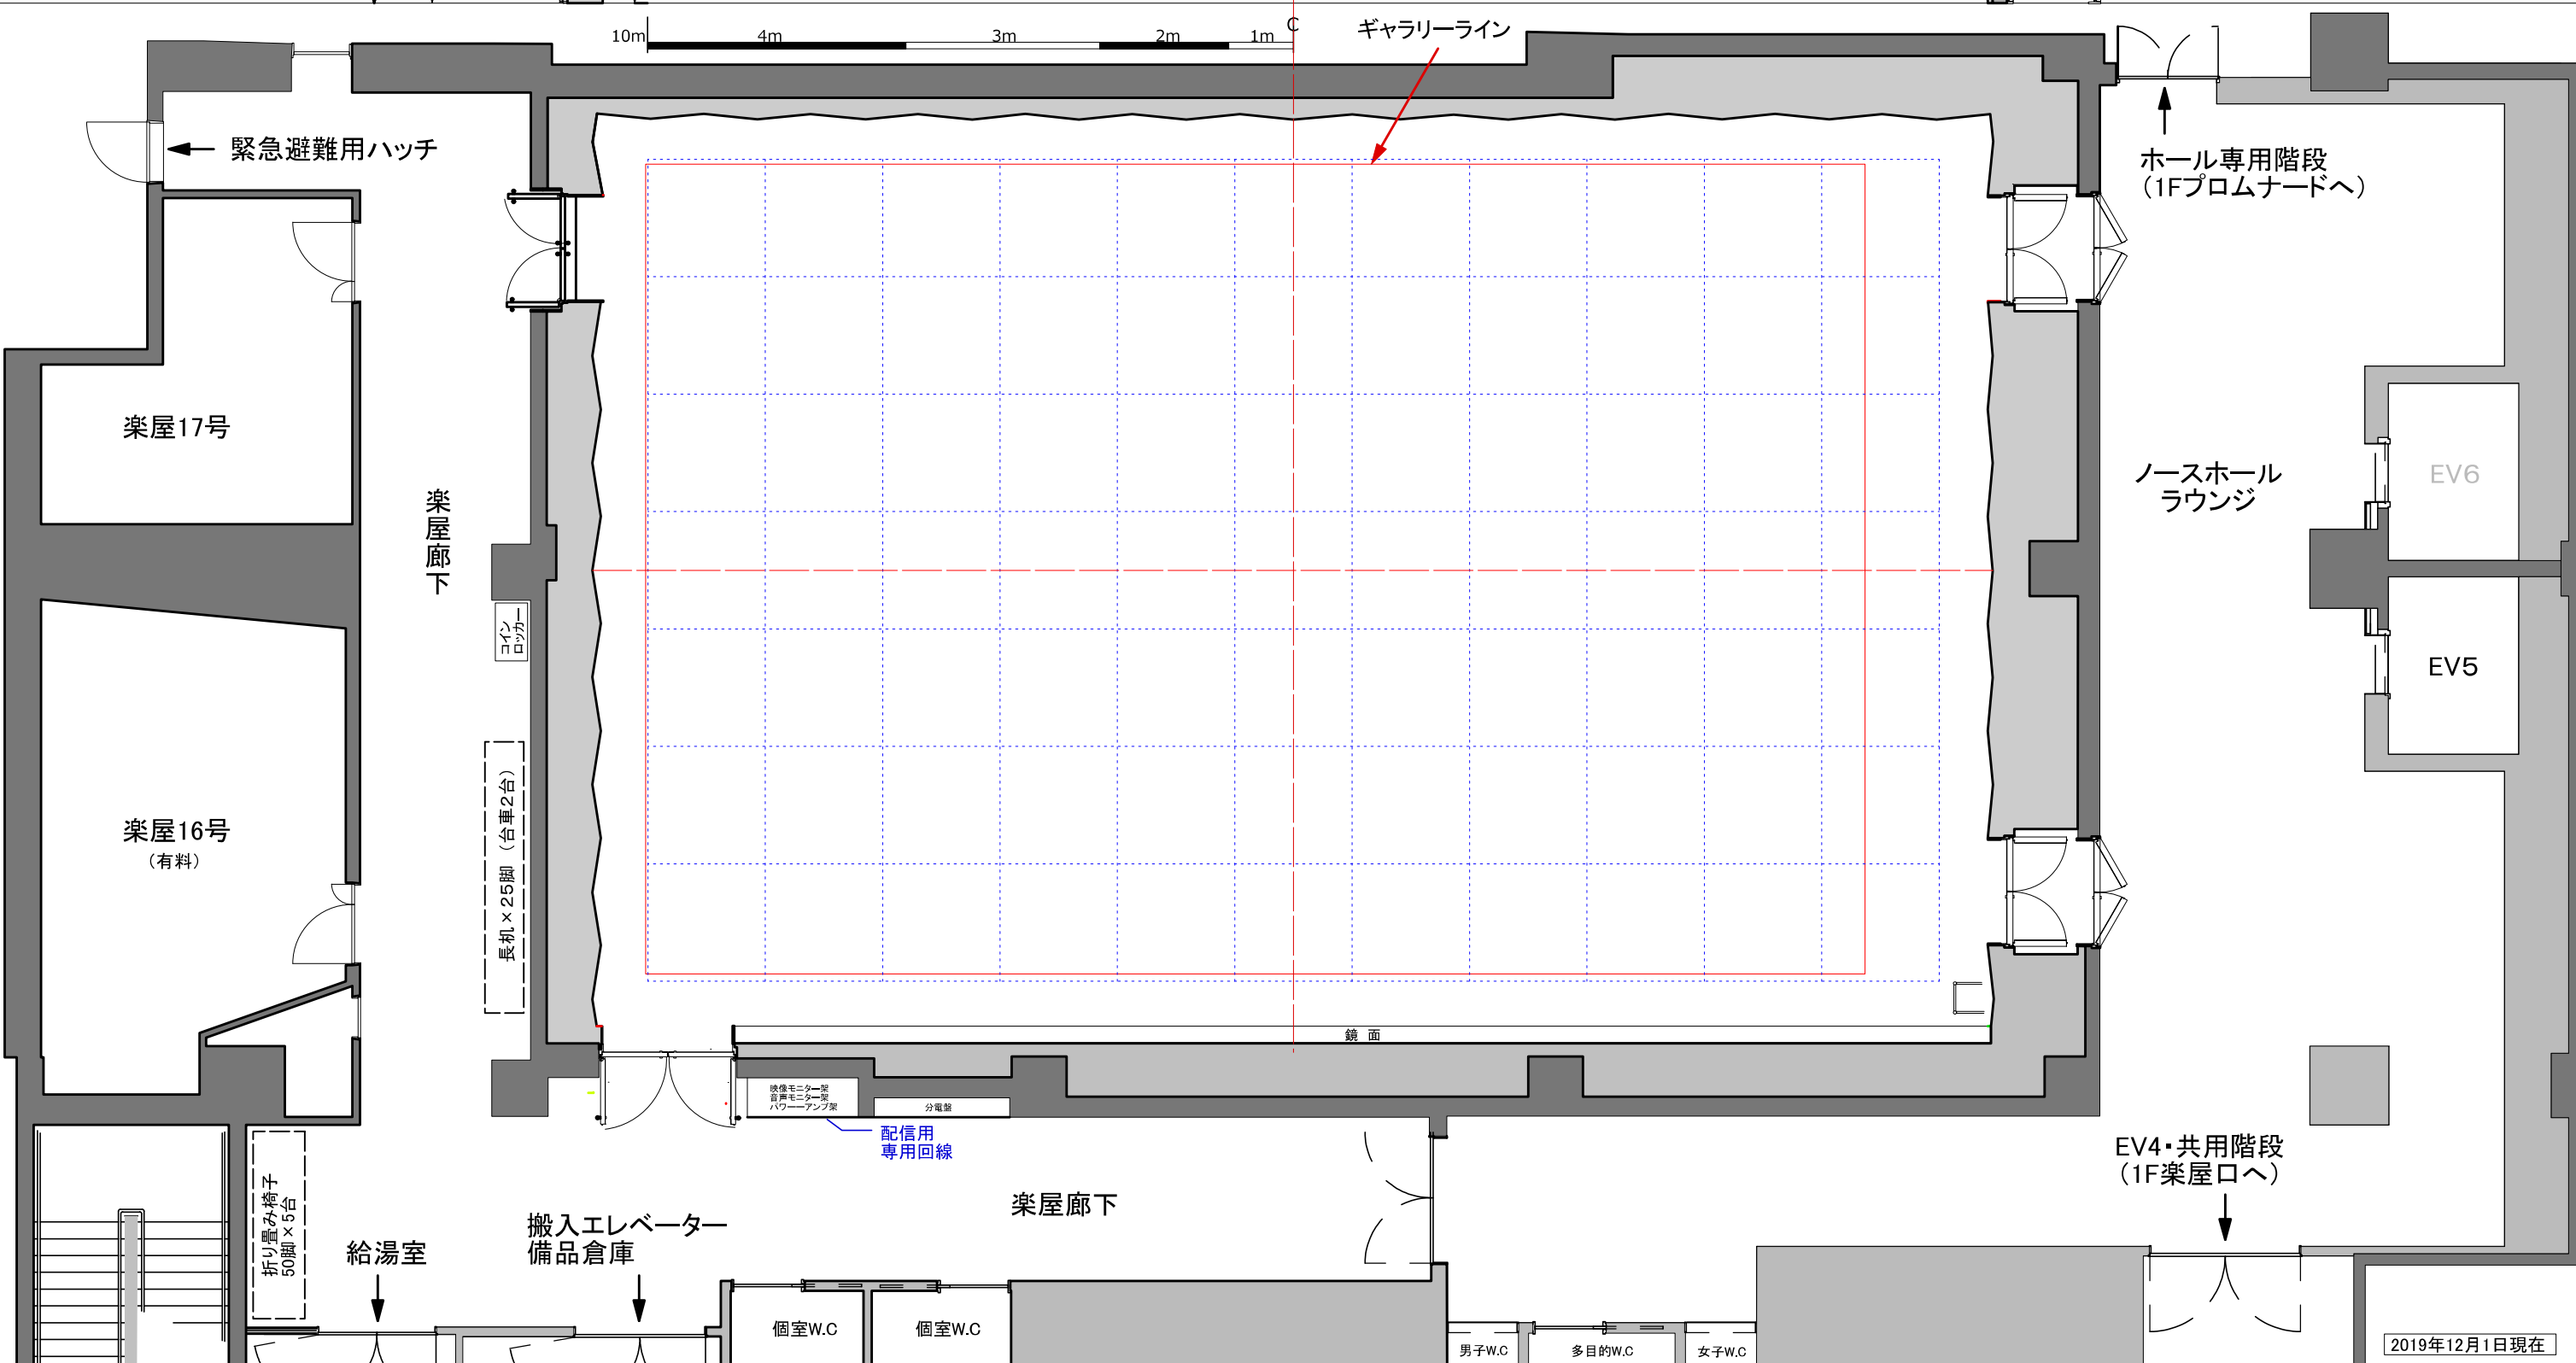 10m
4m
3m
2m
1m
C
ギャラリーライン
緊急避難用ハッチ
ホール専用階段
（1Fプロムナードへ）
楽屋17号
楽屋廊下
ノースホール
ラウンジ
EV6
コイン
ロッカー
EV5
楽屋16号
（有料）
長机×25脚（台車2台）
鏡 面
映像モニター架
音声モニター架
パワーアンプ架
分電盤
配信用
専用回線
EV4・共用階段
（1F楽屋口へ）
折り畳み椅子
50脚×5台
楽屋廊下
給湯室
搬入エレベーター
備品倉庫
個室W.C
個室W.C
男子W.C
多目的W.C
女子W.C
2019年12月1日現在